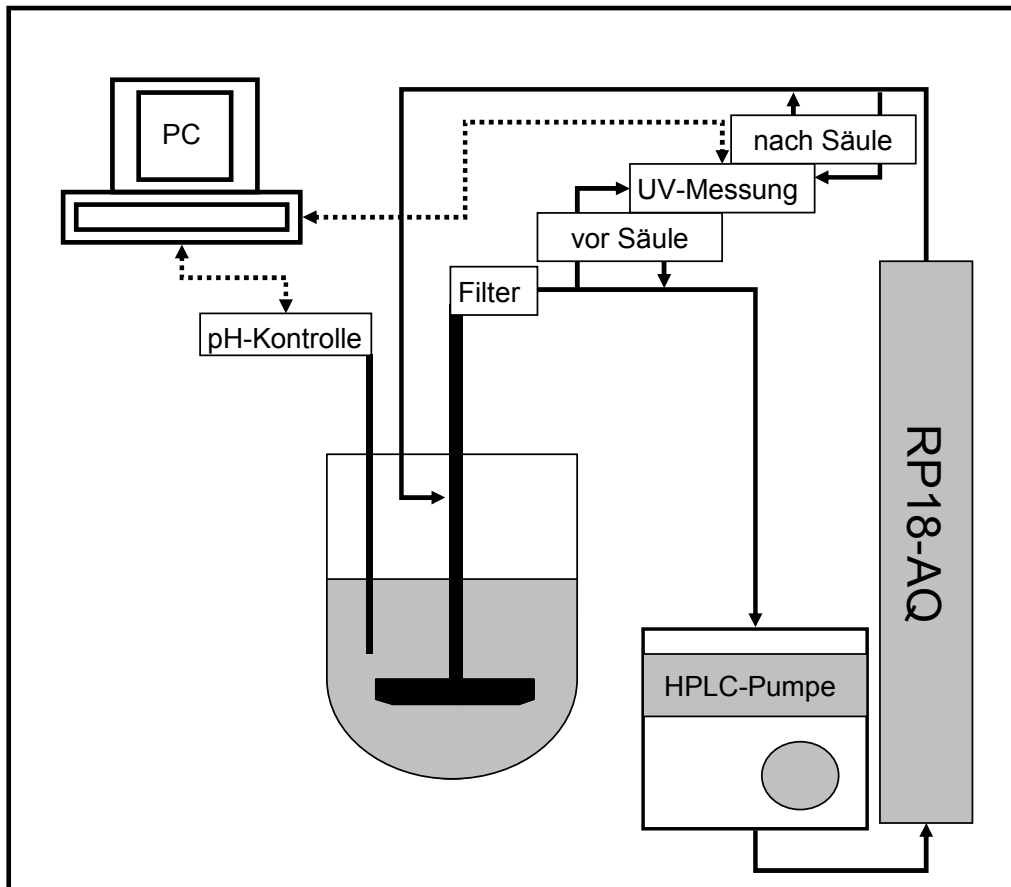 PC
nach Säule
UV-Messung
vor Säule
Filter
pH-Kontrolle
RP18-AQ
HPLC-Pumpe